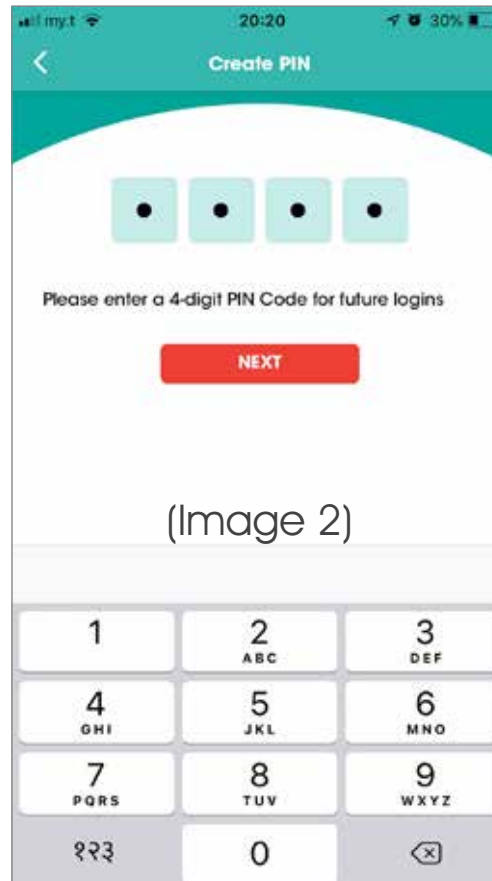 my.t 20:20 30%
Create PIN
Please enter a 4-digit PIN Code for future logins
NEXT
(Image 2)
1 2 3
ABC DEF
4 5 6
GHI JKL MNO
7 8 9
PQRS TUV WXYZ
१२३ 0